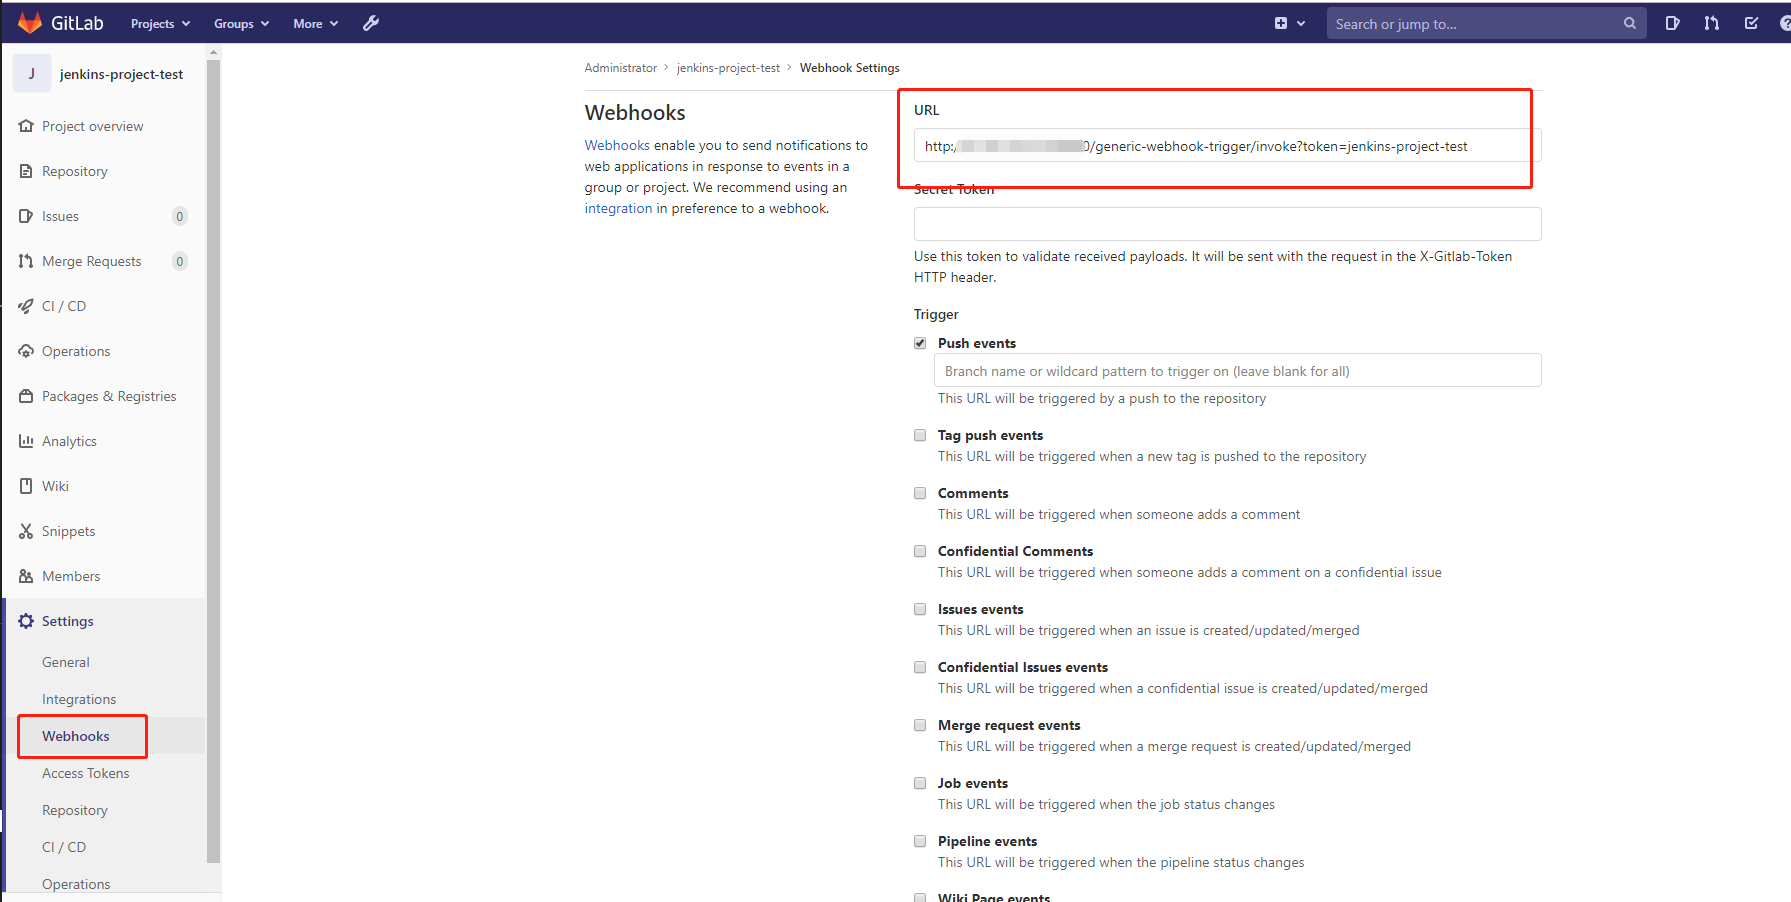 GitLab Projects Groups More Search or jump to...
J jenkins-project-test
Project overview
Repository
Issues 0
Merge Requests 0
CI / CD
Operations
Packages & Registries
Analytics
Wiki
Snippets
Members
Settings
General
Integrations
Webhooks
Access Tokens
Repository
CI / CD
Operations
Administrator > jenkins-project-test > Webhook Settings
Webhooks
Webhooks enable you to send notifications to
web applications in response to events in a
group or project. We recommend using an
integration in preference to a webhook.
URL
http:/ 0/generic-webhook-trigger/invoke?token=jenkins-project-test
Secret Token
Use this token to validate received payloads. It will be sent with the request in the X-Gitlab-Token
HTTP header.
Trigger
Push events
Branch name or wildcard pattern to trigger on (leave blank for all)
This URL will be triggered by a push to the repository
Tag push events
This URL will be triggered when a new tag is pushed to the repository
Comments
This URL will be triggered when someone adds a comment
Confidential Comments
This URL will be triggered when someone adds a comment on a confidential issue
Issues events
This URL will be triggered when an issue is created/updated/merged
Confidential Issues events
This URL will be triggered when a confidential issue is created/updated/merged
Merge request events
This URL will be triggered when a merge request is created/updated/merged
Job events
This URL will be triggered when the job status changes
Pipeline events
This URL will be triggered when the pipeline status changes
Wiki Page events